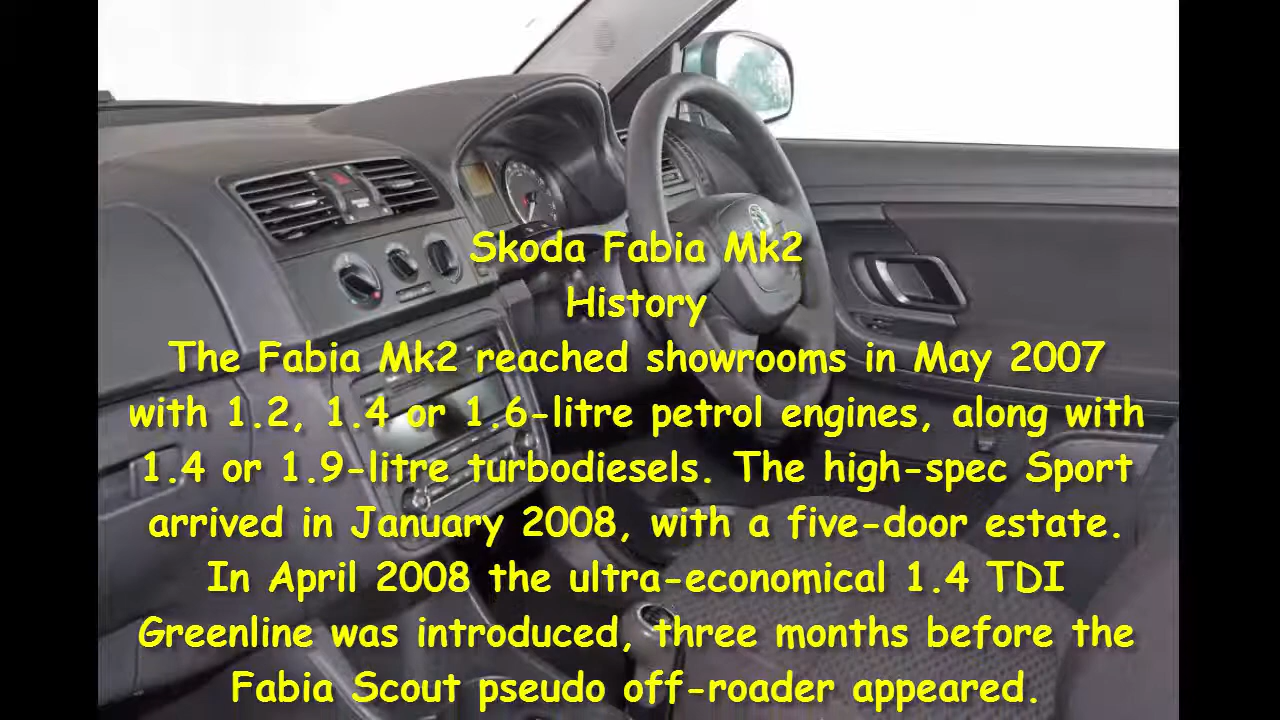 Skoda Fabia Mk2
History
The Fabia Mk2 reached showrooms in May 2007
with 1.2, 1.4 or 1.6-litre petrol engines, along with
1.4 or 1.9-litre turbodiesels. The high-spec Sport
arrived in January 2008, with a five-door estate.
In April 2008 the ultra-economical 1.4 TDI
Greenline was introduced, three months before the
Fabia Scout pseudo off-roader appeared.